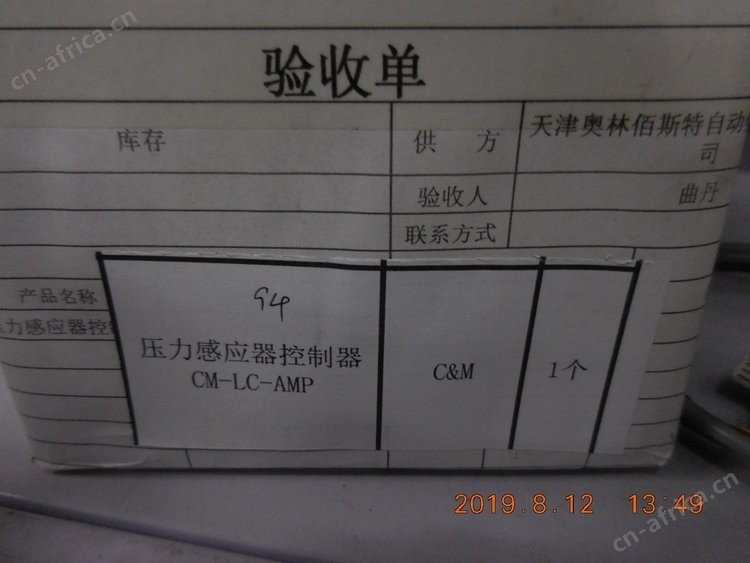 cn-africa.cn
验收单
库存
供 方
天津奥林佰斯特自动
司
验收人
曲丹
联系方式
产品名称
94
压力感应器控
压力感应器控制器
CM-LC-AMP
C&M
1个
2019.8.12 13:49
cn-africa.cn